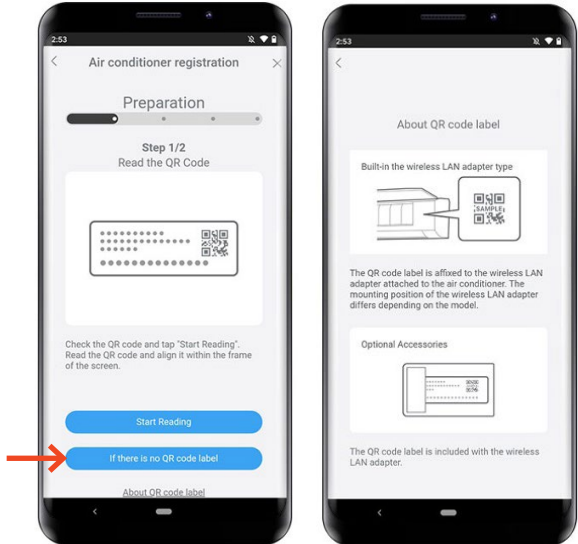 2:53
Air conditioner registration
Preparation
Step 1/2
Read the QR Code
Check the QR code and tap "Start Reading".
Read the QR code and align it within the frame
of the screen.
Start Reading
If there is no QR code label
About QR code label
2:53
About QR code label
Built-in the wireless LAN adapter type
SAMPLE
The QR code label is affixed to the wireless LAN
adapter attached to the air conditioner. The
mounting position of the wireless LAN adapter
differs depending on the model.
Optional Accessories
The QR code label is included with the wireless
LAN adapter.